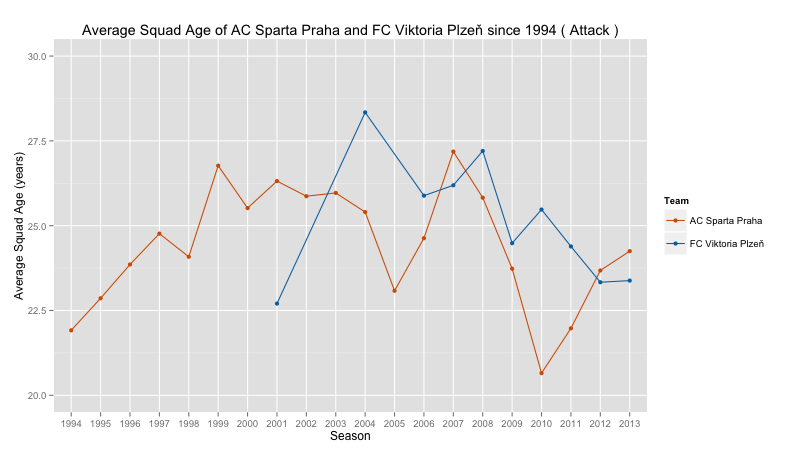 Average Squad Age of AC Sparta Praha and FC Viktoria Plzeň since 1994 ( Attack )
30.0
27.5
25.0
22.5
20.0
Average Squad Age (years)
1994 1995 1996 1997 1998 1999 2000 2001 2002 2003 2004 2005 2006 2007 2008 2009 2010 2011 2012 2013
Season
Team
AC Sparta Praha
FC Viktoria Plzeň